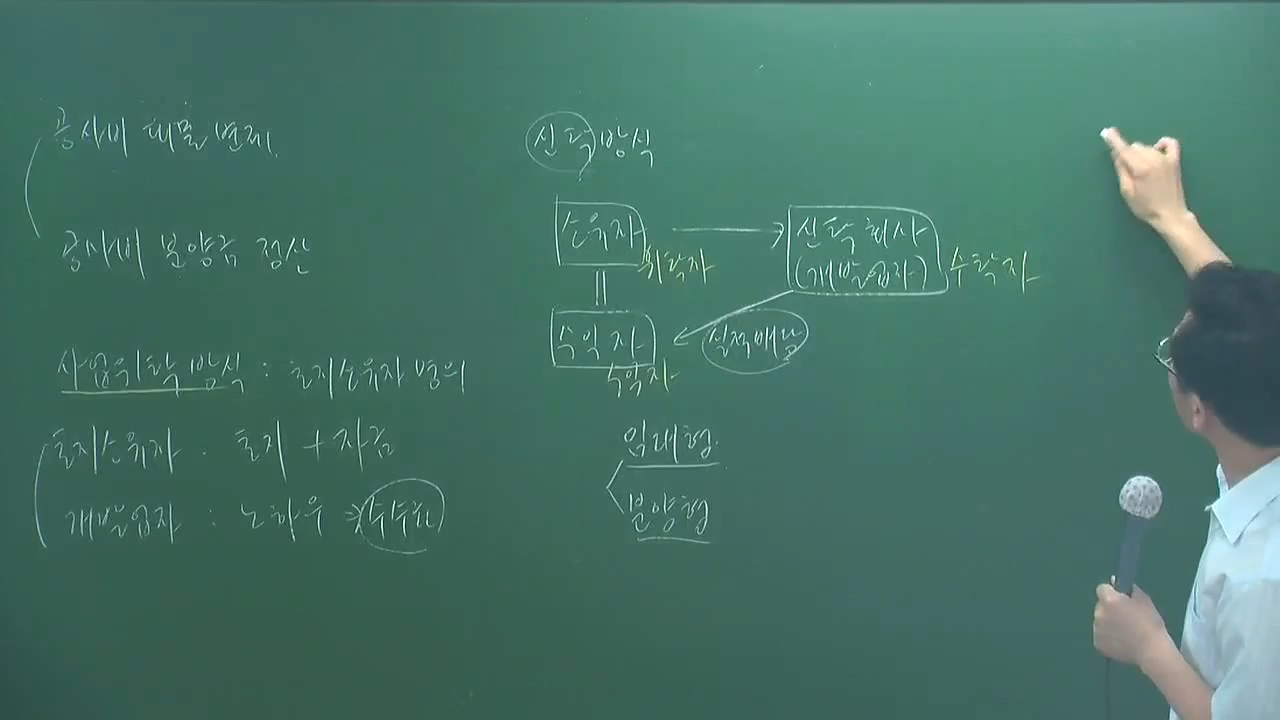 공사비 대물변제
공사비 분양금 정산
사업위탁 방식 : 토지소유자 명의
토지소유자 . 토지 + 자금
개발업자 : 노하우 → 수수료
신탁방식
소유자
위탁자
신탁회사
(개발업자)
수탁자
수익자
수익자
실적배당
임대형
분양형